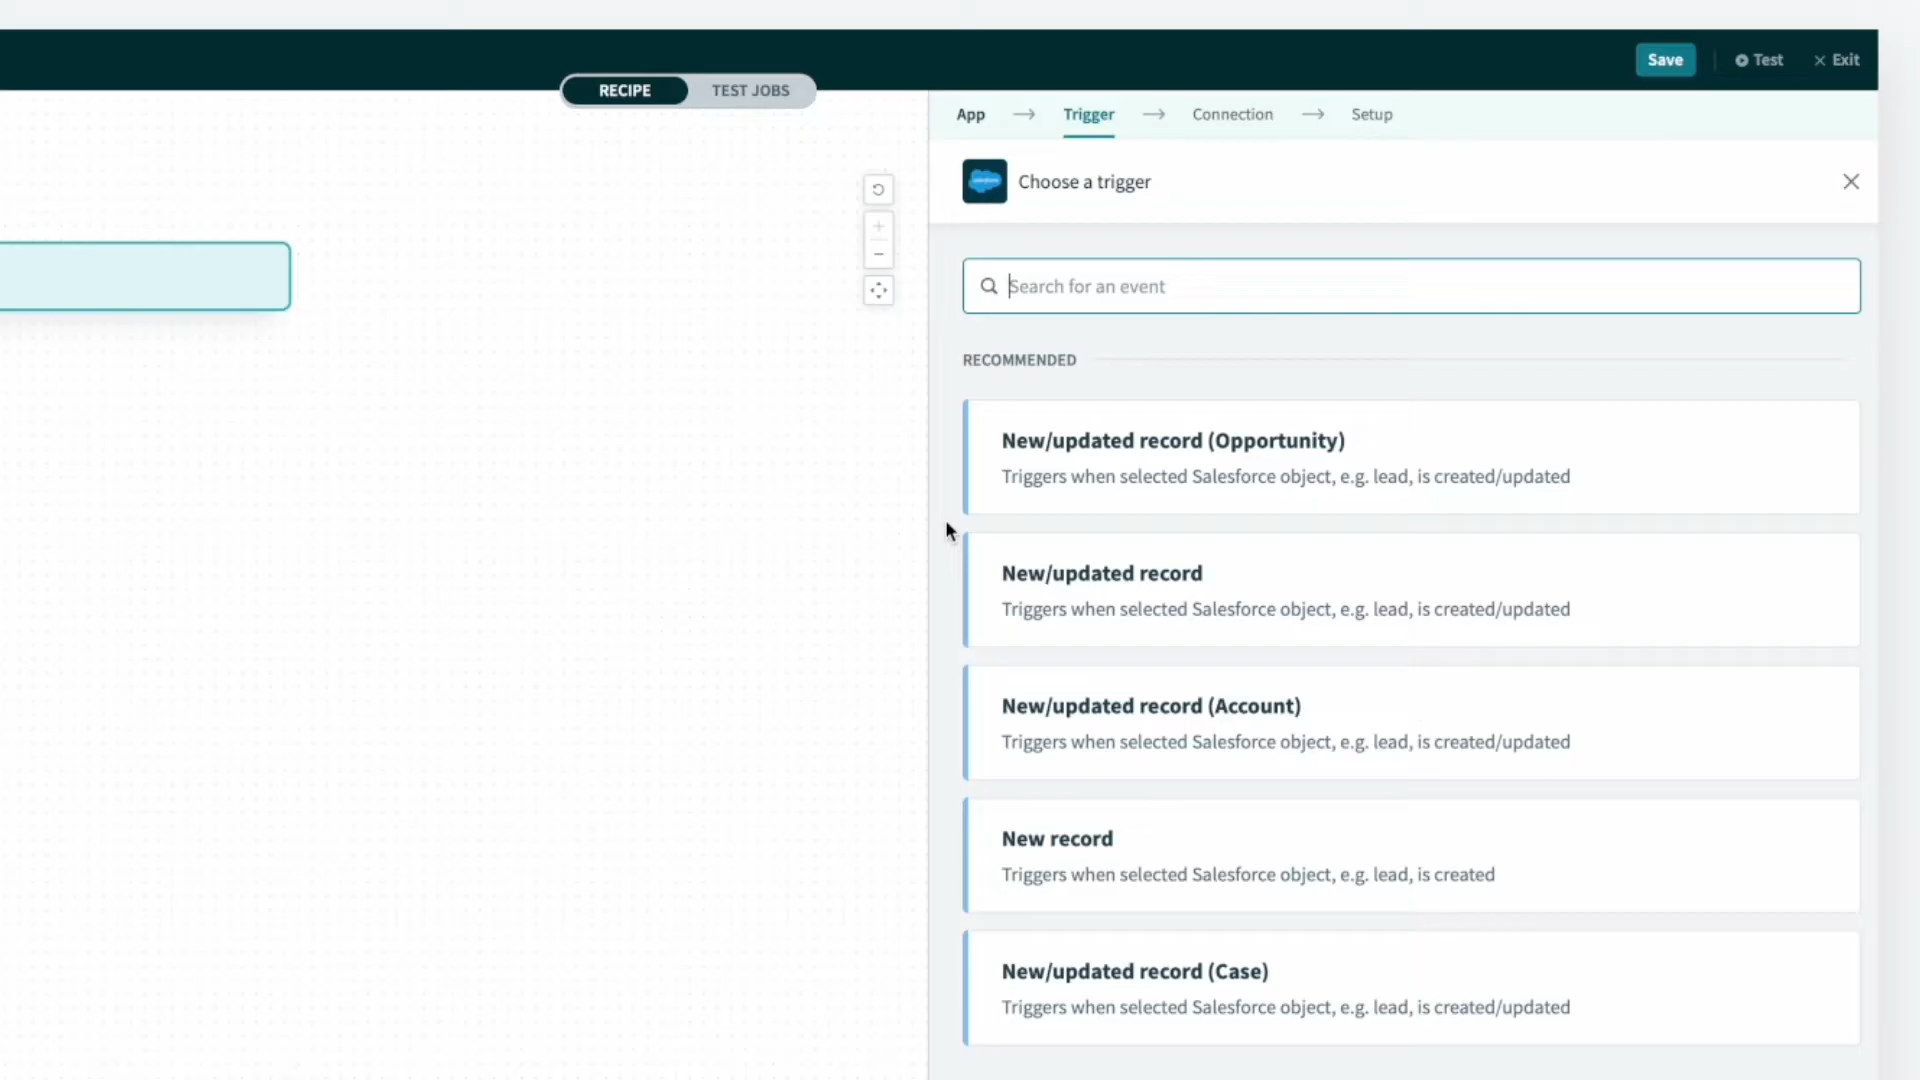 Save
Test
Exit
RECIPE
TEST JOBS
App
Trigger
Connection
Setup
salesforce
Choose a trigger
Search for an event
RECOMMENDED
New/updated record (Opportunity)
Triggers when selected Salesforce object, e.g. lead, is created/updated
New/updated record
Triggers when selected Salesforce object, e.g. lead, is created/updated
New/updated record (Account)
Triggers when selected Salesforce object, e.g. lead, is created/updated
New record
Triggers when selected Salesforce object, e.g. lead, is created
New/updated record (Case)
Triggers when selected Salesforce object, e.g. lead, is created/updated